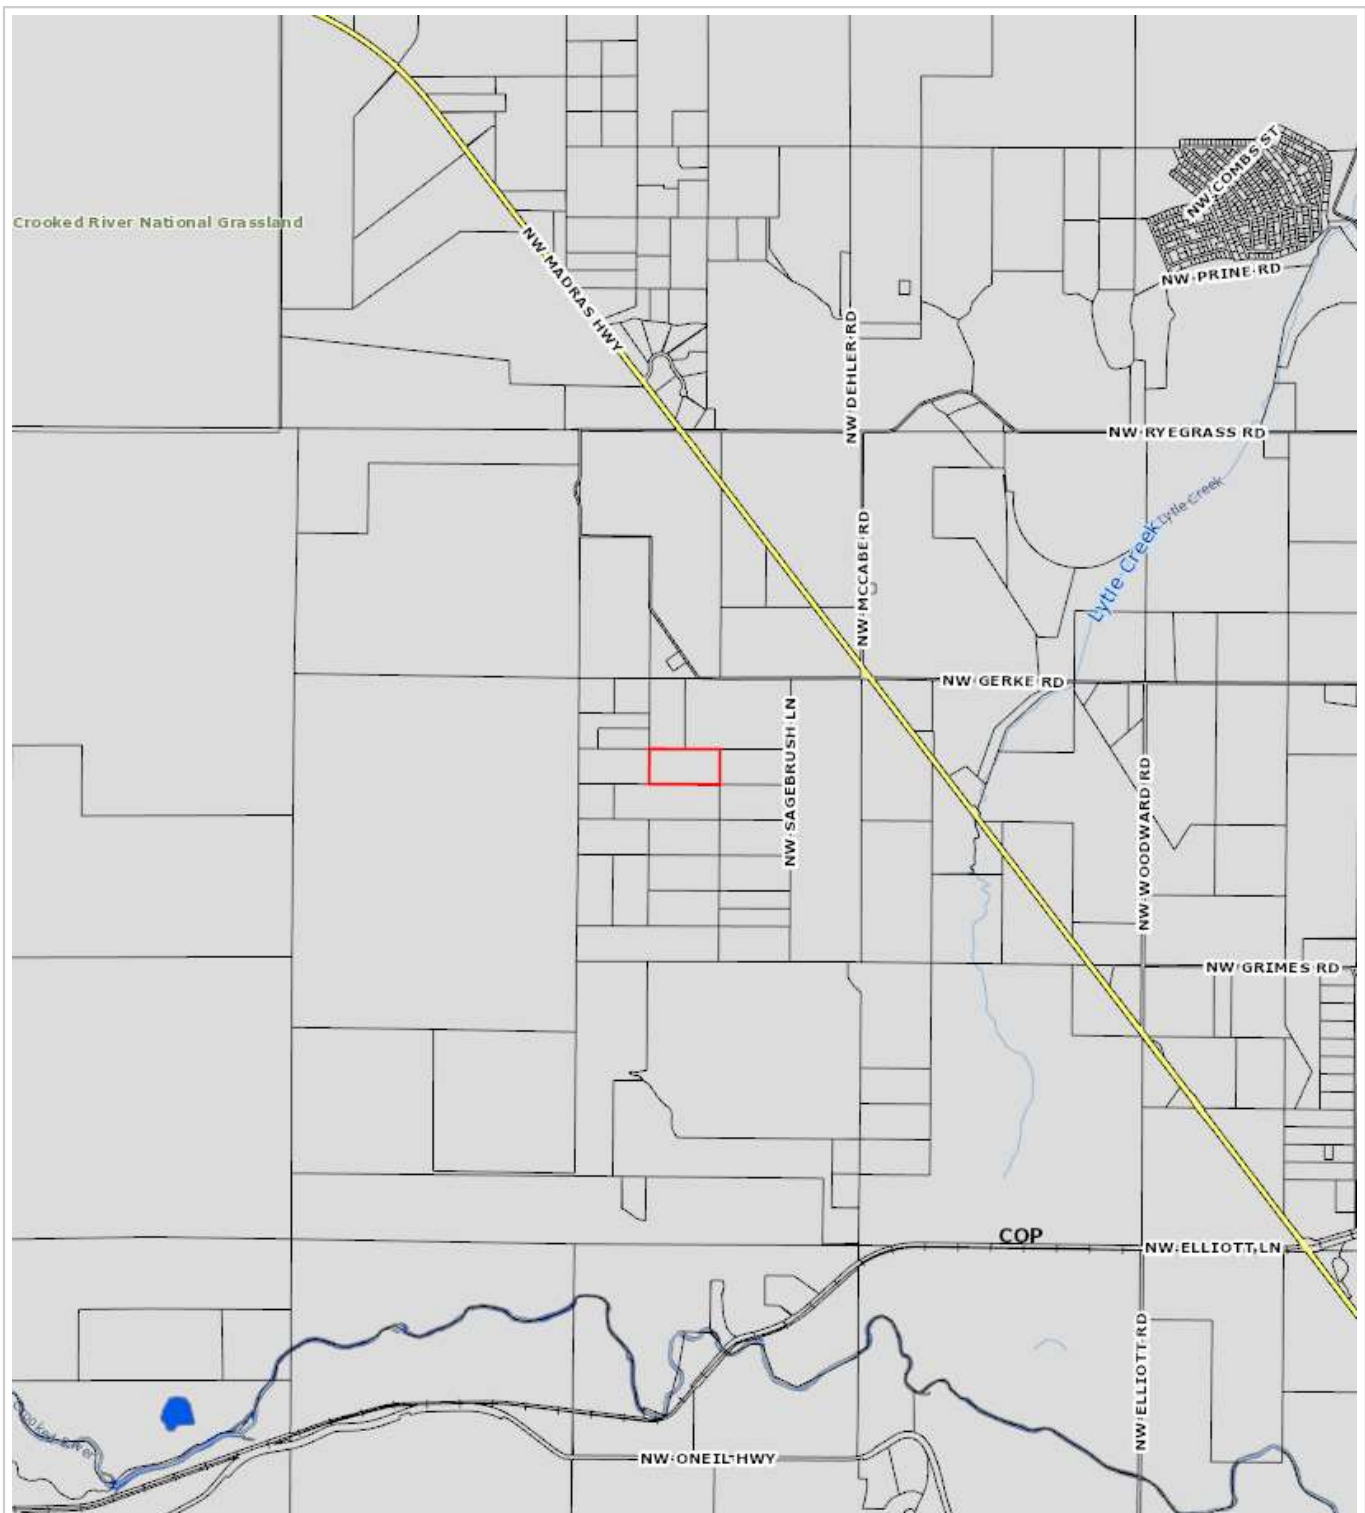 NW COMBS ST
Crooked River National Grassland
NW PRINE RD
NW MADRAS HWY
NW DEHLER RD
NW RYEGRASS RD
Lytle Creek
Lytle Creek
NW MCCABE RD
NW GERKE RD
NW SAGEBRUSH LN
NW WOODWARD RD
NW GRIMES RD
COP
NW ELLIOTT LN
NW ELLIOTT RD
Crooked River
NW ONEIL HWY